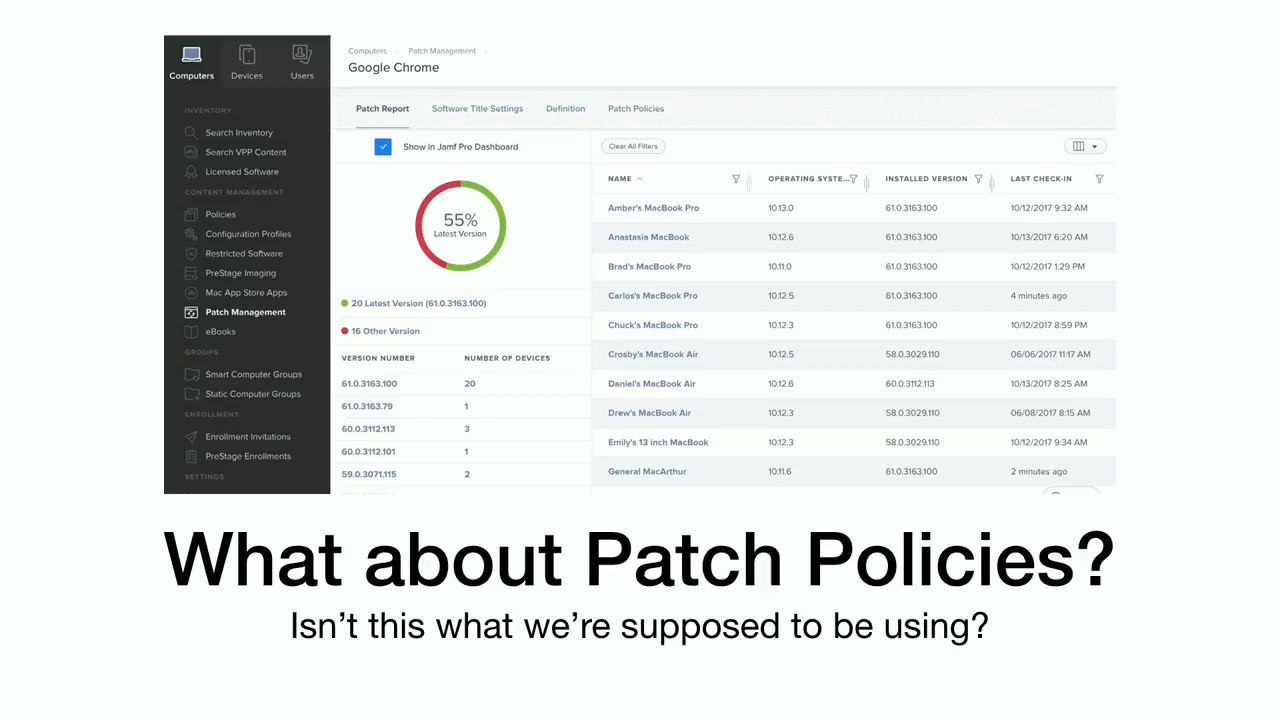 Computers
Devices
Users
INVENTORY
Search Inventory
Search VPP Content
Licensed Software
CONTENT MANAGEMENT
Policies
Configuration Profiles
Restricted Software
PreStage Imaging
Mac App Store Apps
Patch Management
eBooks
GROUPS
Smart Computer Groups
Static Computer Groups
ENROLLMENT
Enrollment Invitations
PreStage Enrollments
SETTINGS
Computers Patch Management
Google Chrome
Patch Report Software Title Settings Definition Patch Policies
Show in Jamf Pro Dashboard
55%
Latest Version
20 Latest Version (61.0.3163.100)
16 Other Version
VERSION NUMBER NUMBER OF DEVICES
61.0.3163.100 20
61.0.3163.79 1
60.0.3112.113 3
60.0.3112.101 1
59.0.3071.115 2
Clear All Filters
NAME OPERATING SYSTE... INSTALLED VERSION LAST CHECK-IN
Amber's MacBook Pro 10.13.0 61.0.3163.100 10/12/2017 9:32 AM
Anastasia MacBook 10.12.6 61.0.3163.100 10/13/2017 6:20 AM
Brad's MacBook Pro 10.11.0 61.0.3163.100 10/12/2017 1:29 PM
Carlos's MacBook Pro 10.12.5 61.0.3163.100 4 minutes ago
Chuck's MacBook Pro 10.12.3 61.0.3163.100 10/12/2017 8:59 PM
Crosby's MacBook Air 10.12.5 58.0.3029.110 06/06/2017 11:17 AM
Daniel's MacBook Air 10.12.6 60.0.3112.113 10/13/2017 8:25 AM
Drew's MacBook Air 10.12.3 58.0.3029.110 06/08/2017 8:15 AM
Emily's 13 inch MacBook 10.12.3 58.0.3029.110 10/12/2017 9:34 AM
General MacArthur 10.11.6 61.0.3163.100 2 minutes ago
What about Patch Policies?
Isn’t this what we’re supposed to be using?